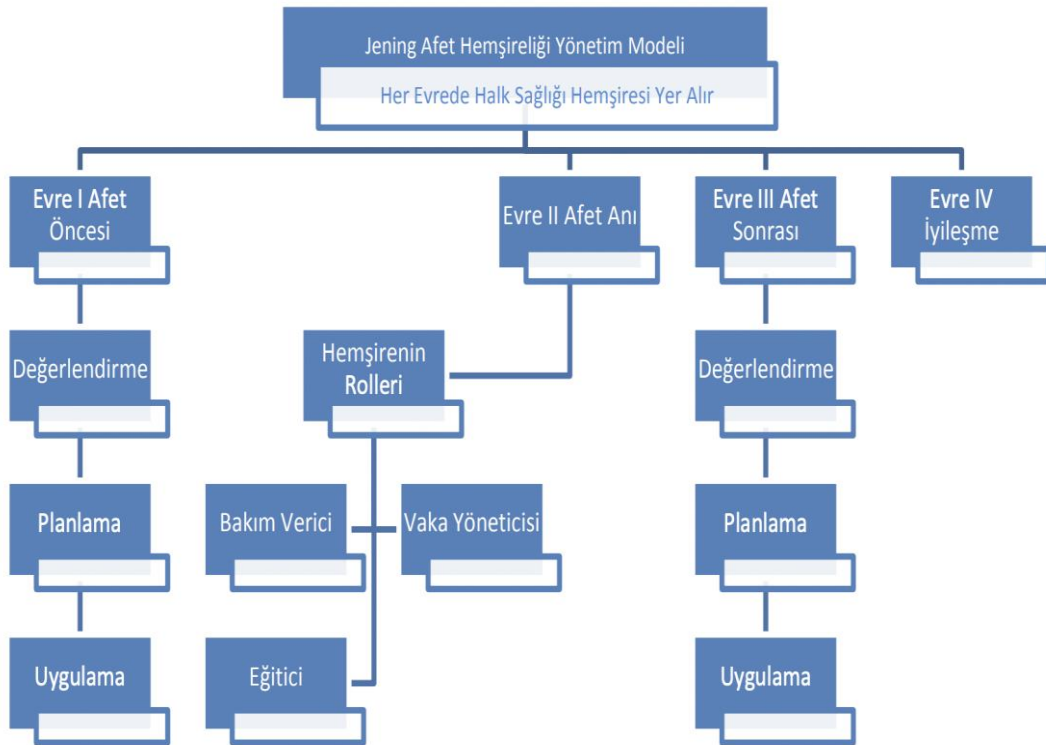 Jening Afet Hemşireliği Yönetim Modeli
Her Evrede Halk Sağlığı Hemşiresi Yer Alır
Evre I Afet
Öncesi
Evre II Afet Anı
Evre III Afet
Sonrası
Evre IV
İyileşme
Değerlendirme
Hemşirenin
Rolleri
Değerlendirme
Planlama
Bakım Verici
Vaka Yöneticisi
Planlama
Uygulama
Eğitici
Uygulama